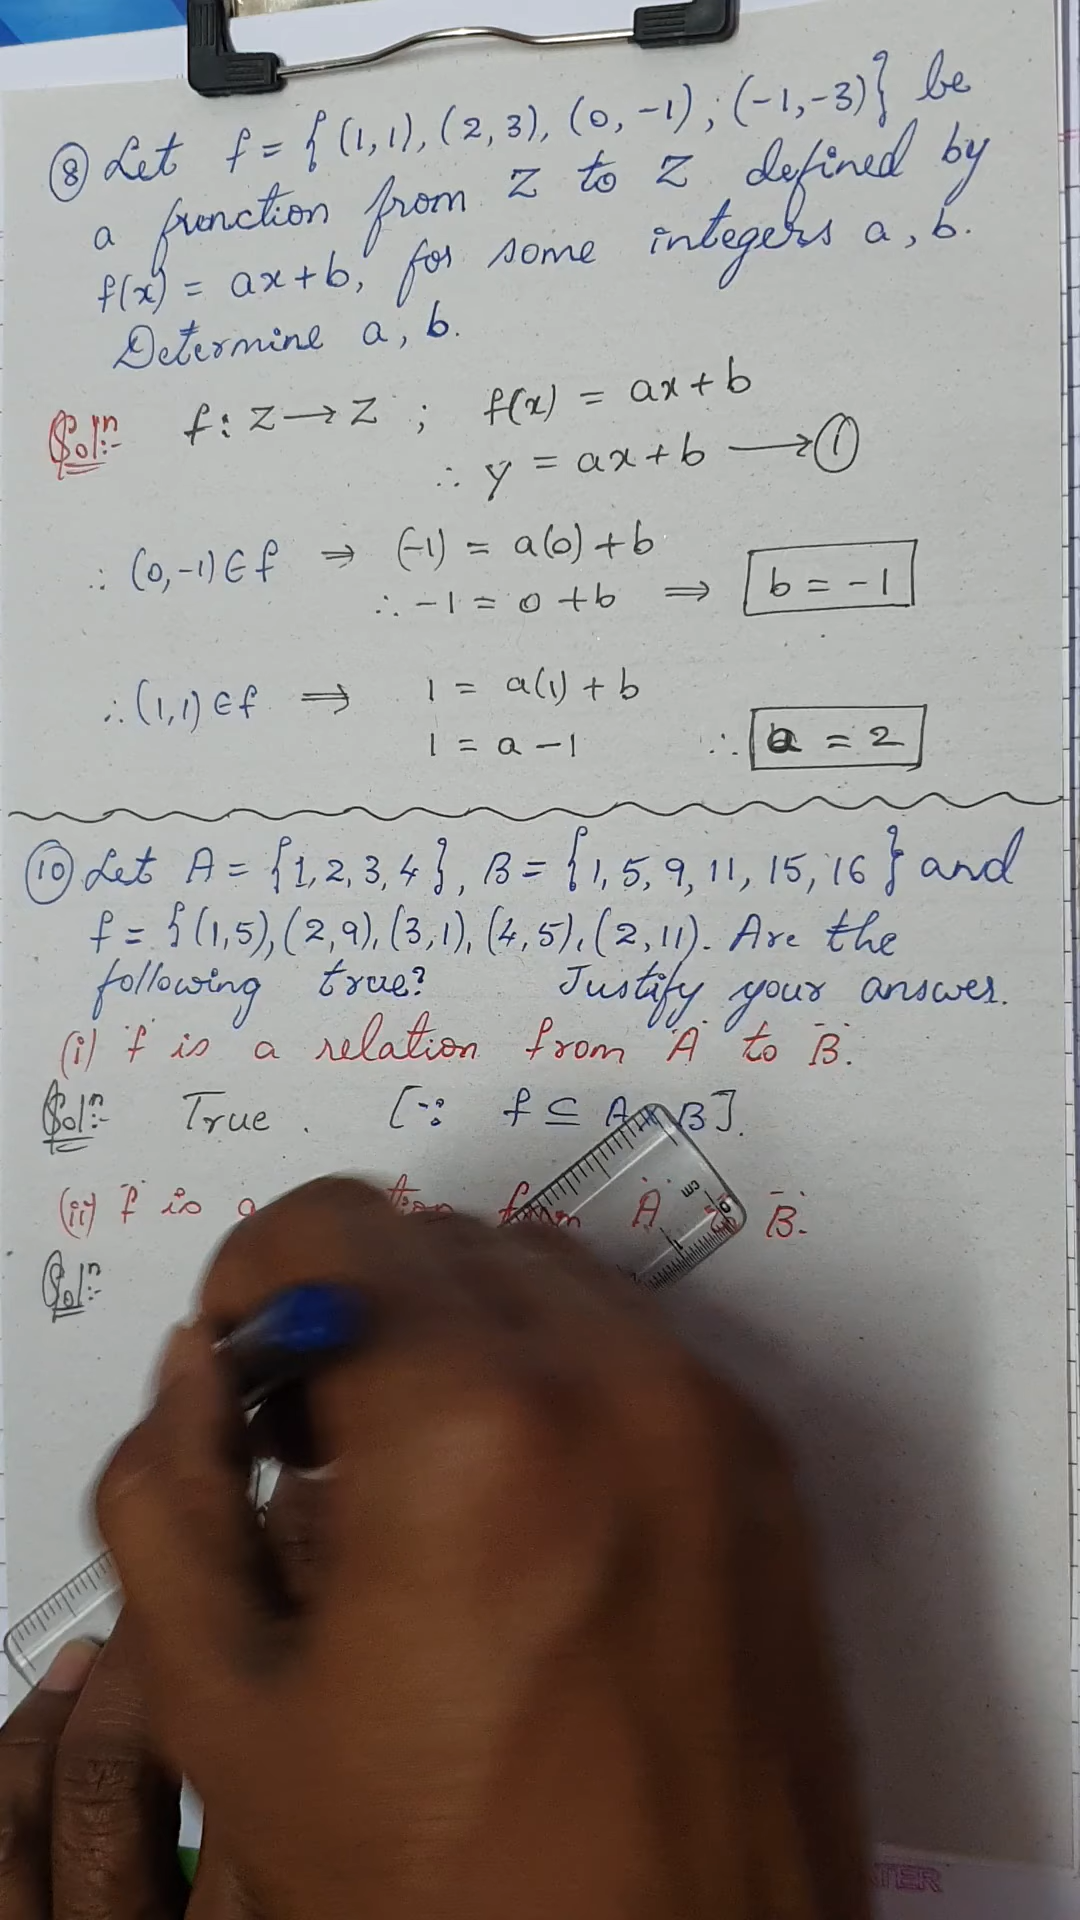 ⑧ Let f = {(1,1), (2,3), (0,-1), (-1,-3)} be
a function from Z to Z defined by
f(x) = ax+b, for some integers a, b.
Determine a, b.
Solⁿ:- f: Z → Z ; f(x) = ax+b
∴ y = ax+b → ①
∴ (0,-1) ∈ f ⇒ (-1) = a(0) + b
∴ -1 = 0 + b ⇒ b = -1
∴ (1,1) ∈ f ⇒ 1 = a(1) + b
1 = a - 1 ∴ a = 2
⑩ Let A = {1,2,3,4}, B = {1,5,9,11,15,16} and
f = {(1,5), (2,9), (3,1), (4,5), (2,11). Are the
following true? Justify your answer.
(i) 'f' is a relation from 'A' to 'B'.
Solⁿ:- True. [∵ f ⊆ A×B].
(ii) 'f' is a from 'A' 'B'.
Solⁿ:-
cm